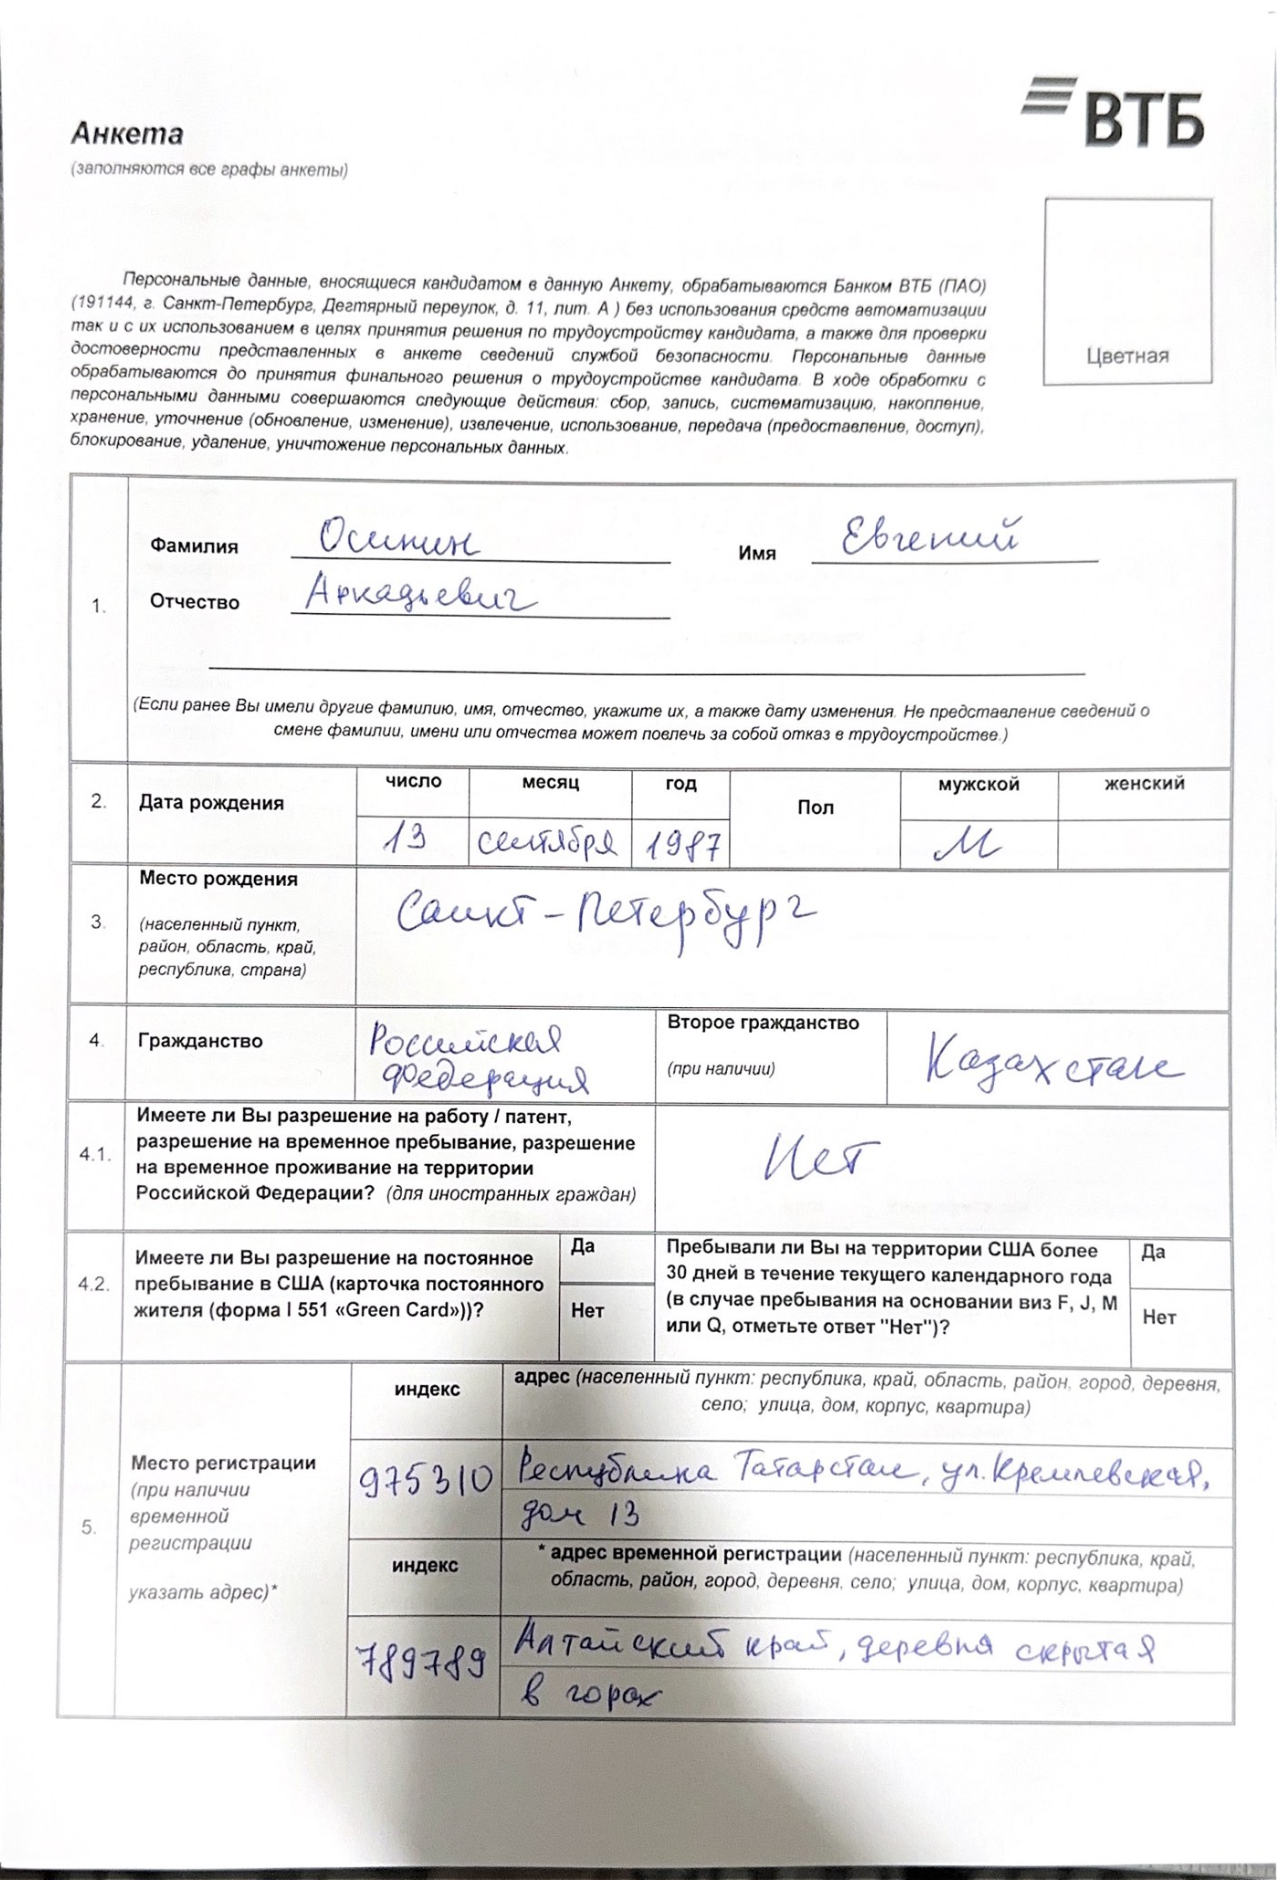 ВТБ
Анкета
(заполняются все графы анкеты)
Цветная
Персональные данные, вносящиеся кандидатом в данную Анкету, обрабатываются Банком ВТБ (ПАО)
(191144, г. Санкт-Петербург, Дегтярный переулок, д. 11, лит. А ) без использования средств автоматизации
так и с их использованием в целях принятия решения по трудоустройству кандидата, а также для проверки
достоверности представленных в анкете сведений службой безопасности. Персональные данные
обрабатываются до принятия финального решения о трудоустройстве кандидата. В ходе обработки с
персональными данными совершаются следующие действия: сбор, запись, систематизацию, накопление,
хранение, уточнение (обновление, изменение), извлечение, использование, передача (предоставление, доступ),
блокирование, удаление, уничтожение персональных данных.
1.
Фамилия Осинин Имя Евгений
Отчество Аркадьевич
(Если ранее Вы имели другие фамилию, имя, отчество, укажите их, а также дату изменения. Не представление сведений о
смене фамилии, имени или отчества может повлечь за собой отказ в трудоустройстве.)
2. Дата рождения число месяц год Пол мужской женский
13 сентября 1987 М
3. Место рождения
(населенный пункт,
район, область, край,
республика, страна)
Санкт-Петербург
4. Гражданство
Российская
Федерация
Второе гражданство
(при наличии)
Казахстан
4.1. Имеете ли Вы разрешение на работу / патент,
разрешение на временное пребывание, разрешение
на временное проживание на территории
Российской Федерации? (для иностранных граждан)
Нет
4.2. Имеете ли Вы разрешение на постоянное
пребывание в США (карточка постоянного
жителя (форма I 551 «Green Card»))?
Да
Нет
Пребывали ли Вы на территории США более
30 дней в течение текущего календарного года
(в случае пребывания на основании виз F, J, M
или Q, отметьте ответ "Нет")?
Да
Нет
5. Место регистрации
(при наличии
временной
регистрации
указать адрес)*
индекс
адрес (населенный пункт: республика, край, область, район, город, деревня,
село; улица, дом, корпус, квартира)
975310 Республика Татарстан, ул. Кремлевская,
дом 13
индекс
* адрес временной регистрации (населенный пункт: республика, край,
область, район, город, деревня, село; улица, дом, корпус, квартира)
789789 Алтайский край, деревня скрытая
в горах